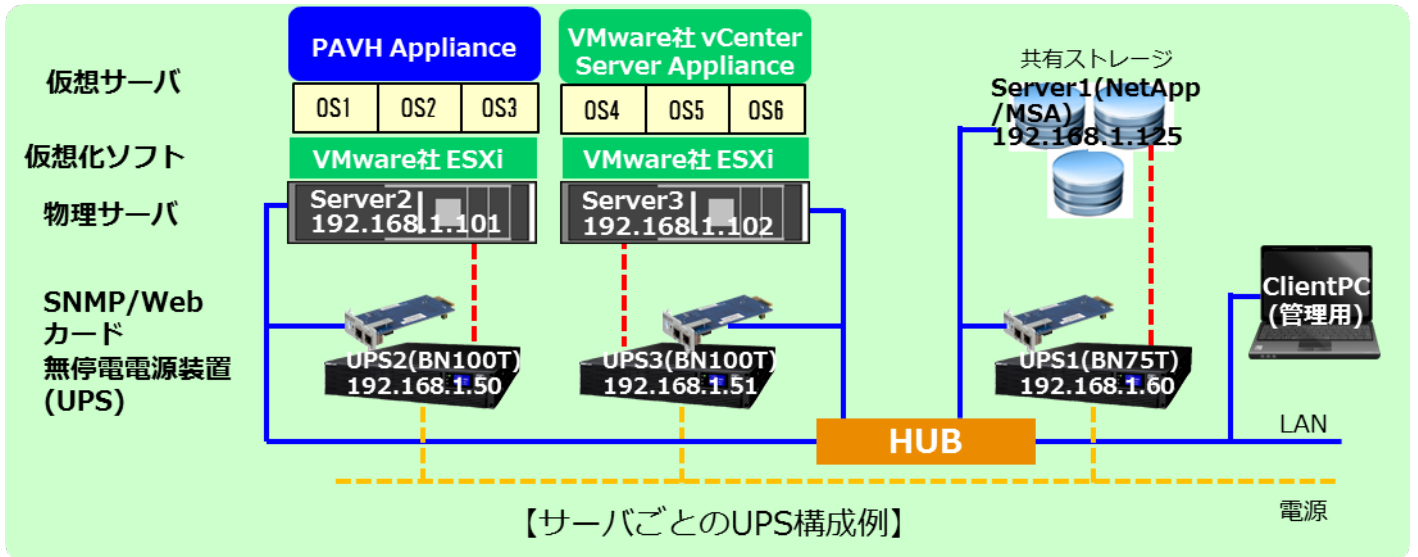 PAVH Appliance
VMware社 vCenter
Server Appliance
共有ストレージ
Server1(NetApp
/MSA)
192.168.1.125
仮想サーバ
OS1 OS2 OS3
OS4 OS5 OS6
仮想化ソフト
VMware社 ESXi
VMware社 ESXi
物理サーバ
Server2
192.168.1.101
Server3
192.168.1.102
SNMP/Web
カード
無停電電源装置
(UPS)
UPS2(BN100T)
192.168.1.50
UPS3(BN100T)
192.168.1.51
UPS1(BN75T)
192.168.1.60
ClientPC
(管理用)
HUB
LAN
電源
【サーバごとのUPS構成例】